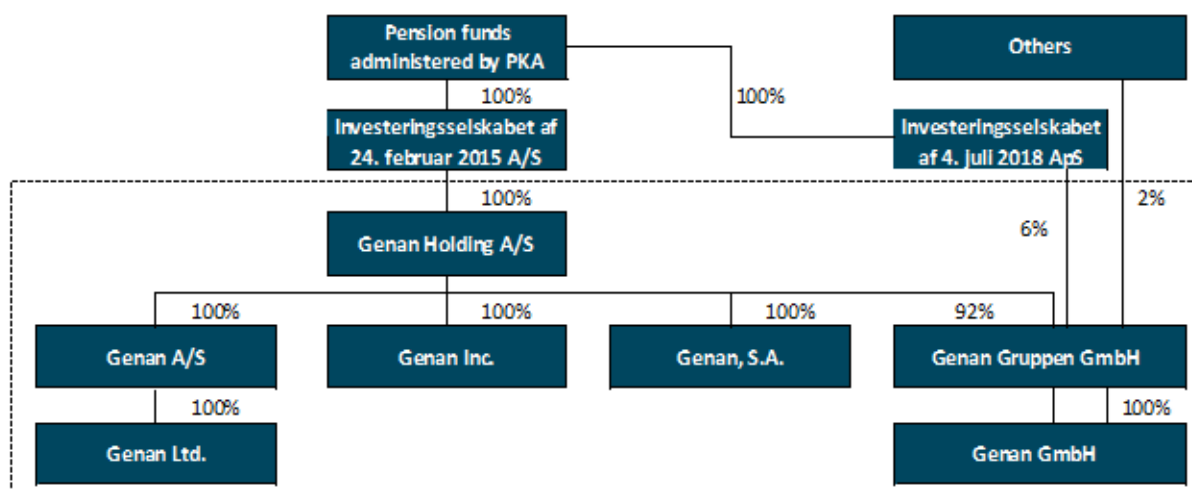 Pension funds
administered by PKA
Others
100%
100%
Investeringsselskabet af
24. februar 2015 A/S
Investeringsselskabet
af 4. juli 2018 ApS
100%
2%
6%
Genan Holding A/S
100%
100%
100%
92%
Genan A/S
Genan Inc.
Genan, S.A.
Genan Gruppen GmbH
100%
100%
Genan Ltd.
Genan GmbH